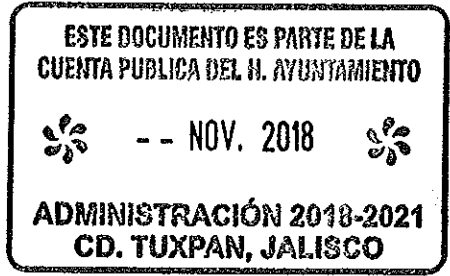 ESTE DOCUMENTO ES PARTE DE LA
CUENTA PUBLICA DEL H. AYUNTAMIENTO
-- NOV. 2018
ADMINISTRACIÓN 2018-2021
CD. TUXPAN, JALISCO